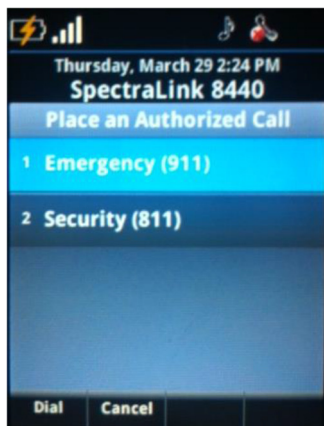 Thursday, March 29 2:24 PM
SpectraLink 8440
Place an Authorized Call
1 Emergency (911)
2 Security (811)
Dial Cancel